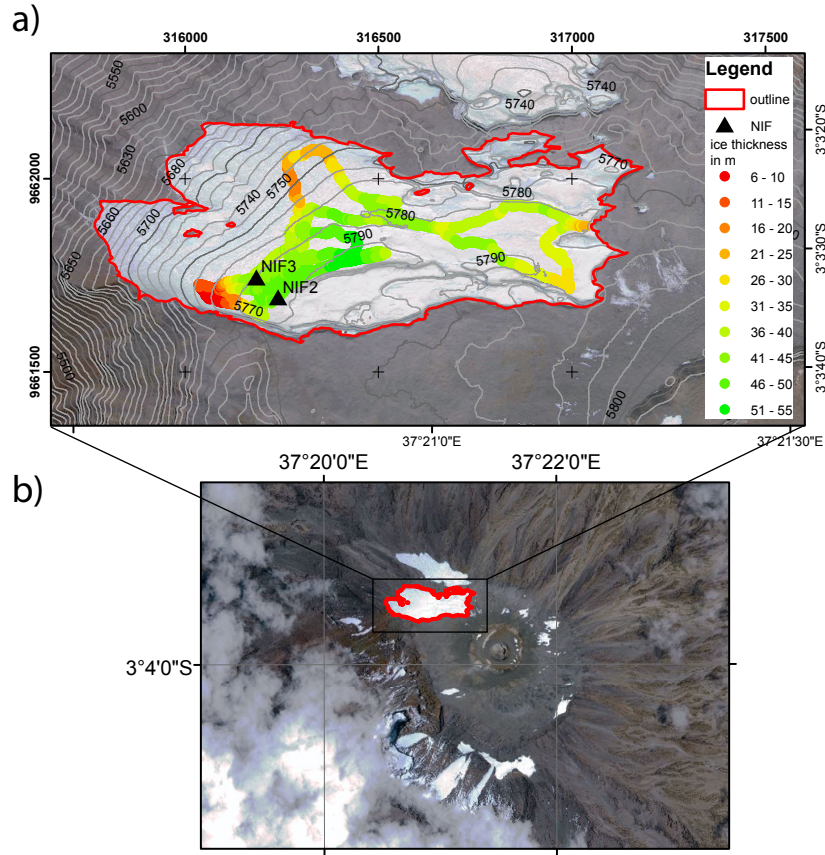 a)
316000 316500 317000 317500
5550
5600
5630
5740
5740
Legend
outline
NIF
ice thickness
in m
6 - 10
11 - 15
16 - 20
21 - 25
26 - 30
31 - 35
36 - 40
41 - 45
46 - 50
51 - 55
3°3'20"S
3°3'30"S
3°3'40"S
9662000
9661500
5680
5750
5740
5700
5660
5650
5770
5780
5780
5790
5790
NIF3
NIF2
5770
5500
5800
37°21'0"E 37°21'30"E
b)
37°20'0"E 37°22'0"E
3°4'0"S